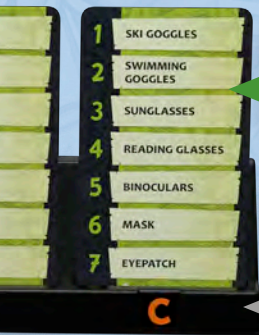 1 SKI GOGGLES
2 SWIMMING
GOGGLES
3 SUNGLASSES
4 READING GLASSES
5 BINOCULARS
6 MASK
7 EYEPATCH
C